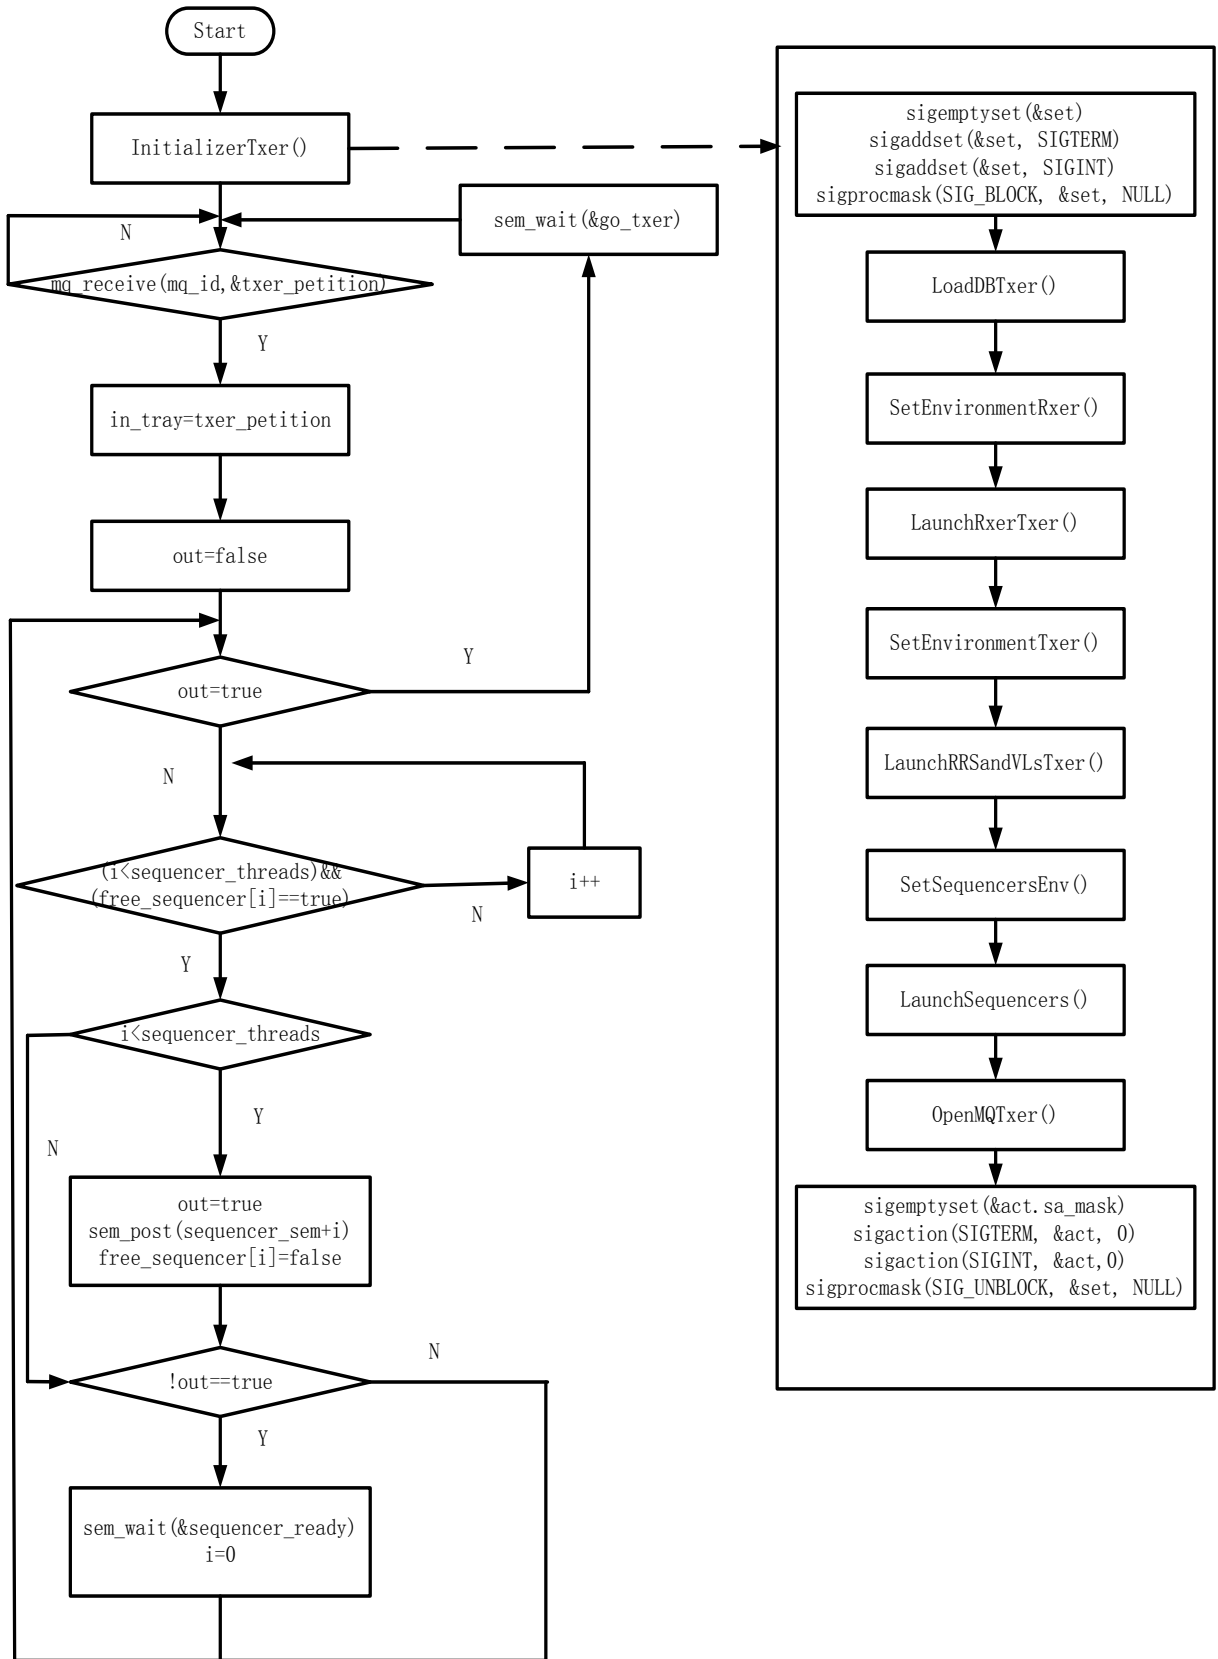 Start
InitializerTxer()
sem_wait(&go_txer)
N
mq_receive(mq_id,&txer_petition)
Y
in_tray=txer_petition
out=false
Y
out=true
N
(i<sequencer_threads)&&
(free_sequencer[i]==true)
i++
N
Y
i<sequencer_threads
Y
N
out=true
sem_post(sequencer_sem+i)
free_sequencer[i]=false
N
!out==true
Y
sem_wait(&sequencer_ready)
i=0
sigemptyset(&set)
sigaddset(&set, SIGTERM)
sigaddset(&set, SIGINT)
sigprocmask(SIG_BLOCK, &set, NULL)
LoadDBTxer()
SetEnvironmentRxer()
LaunchRxerTxer()
SetEnvironmentTxer()
LaunchRRSandVLsTxer()
SetSequencersEnv()
LaunchSequencers()
OpenMQTxer()
sigemptyset(&act.sa_mask)
sigaction(SIGTERM, &act, 0)
sigaction(SIGINT, &act,0)
sigprocmask(SIG_UNBLOCK, &set, NULL)